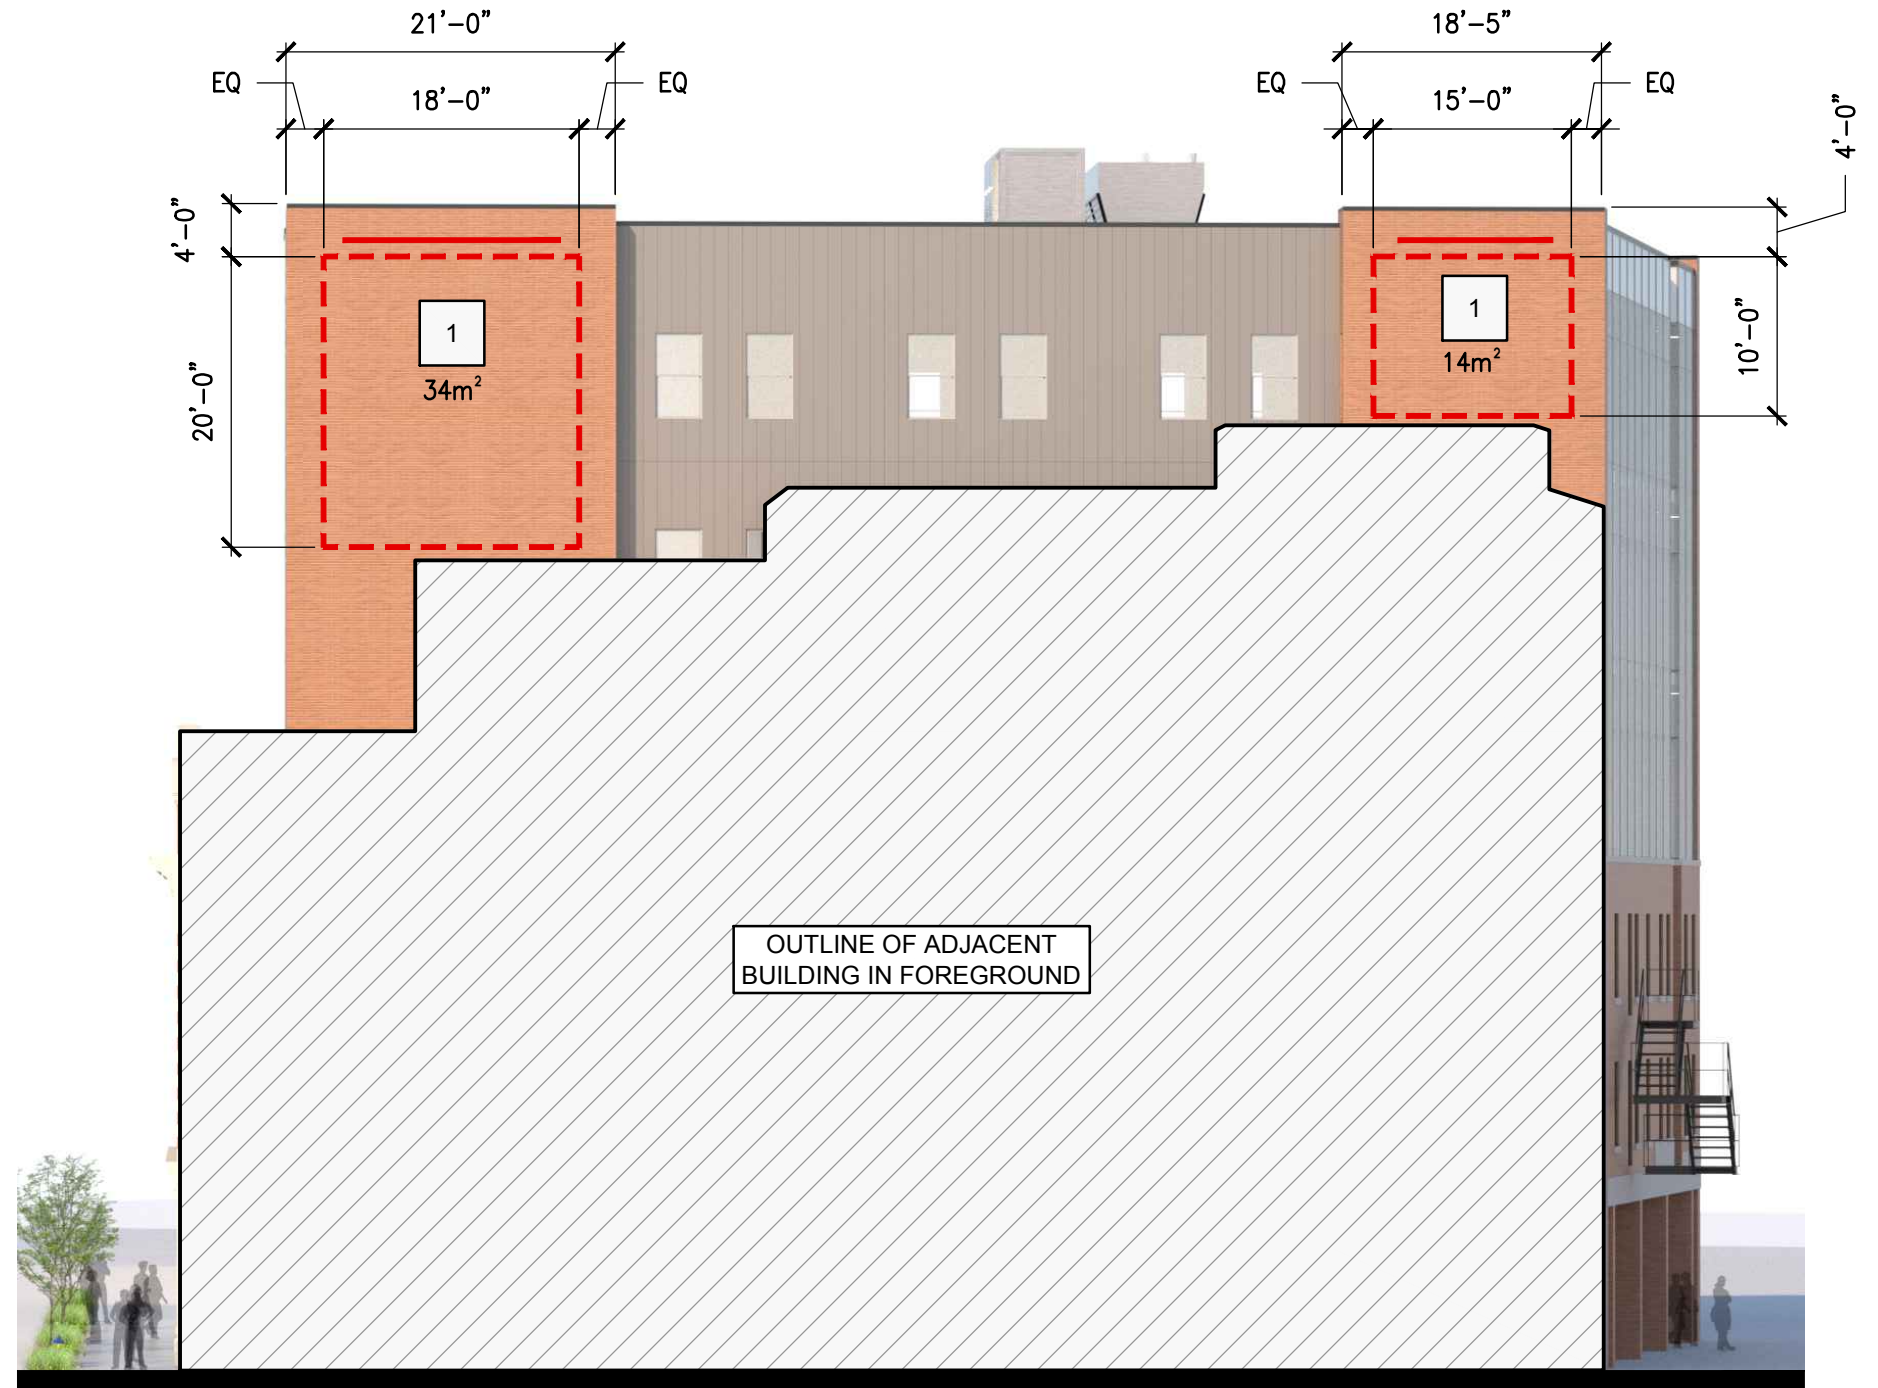 21'-0"
18'-5"
EQ
EQ
EQ
EQ
18'-0"
15'-0"
4'-0"
4'-0"
1
34m²
1
14m²
20'-0"
10'-0"
OUTLINE OF ADJACENT
BUILDING IN FOREGROUND